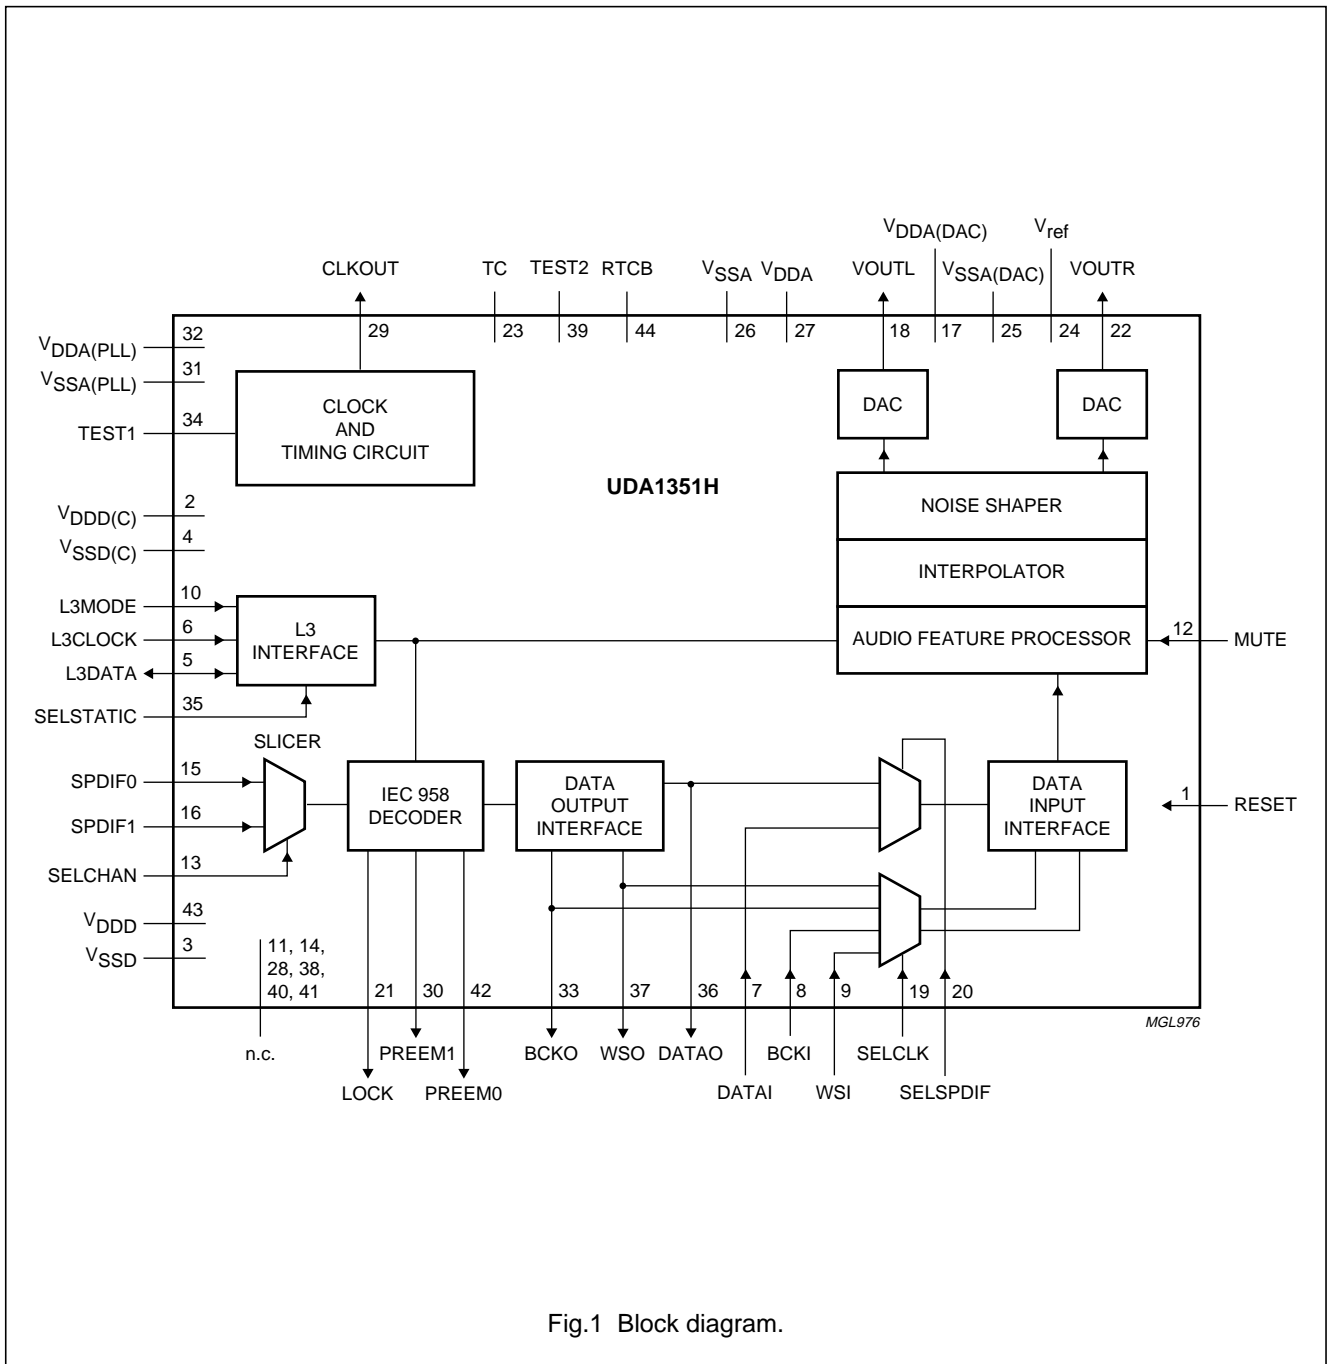 VDDA(DAC) Vref
CLKOUT TC TEST2 RTCB VSSA VDDA VOUTL VSSA(DAC) VOUTR
29 23 39 44 26 27 18 17 25 24 22
VDDA(PLL) 32
VSSA(PLL) 31
TEST1 34
CLOCK
AND
TIMING CIRCUIT
DAC DAC
UDA1351H
VDDD(C) 2
VSSD(C) 4
NOISE SHAPER
INTERPOLATOR
AUDIO FEATURE PROCESSOR
12 MUTE
L3MODE 10
L3CLOCK 6
L3DATA 5
L3
INTERFACE
SELSTATIC 35
SLICER
SPDIF0 15
SPDIF1 16
SELCHAN 13
IEC 958
DECODER
DATA
OUTPUT
INTERFACE
DATA
INPUT
INTERFACE
1 RESET
VDDD 43
VSSD 3
11, 14,
28, 38,
40, 41
21 30 42 33 37 36 7 8 9 19 20
MGL976
n.c. PREEM1 BCKO WSO DATAO BCKI SELCLK
LOCK PREEM0 DATAI WSI SELSPDIF
Fig.1 Block diagram.